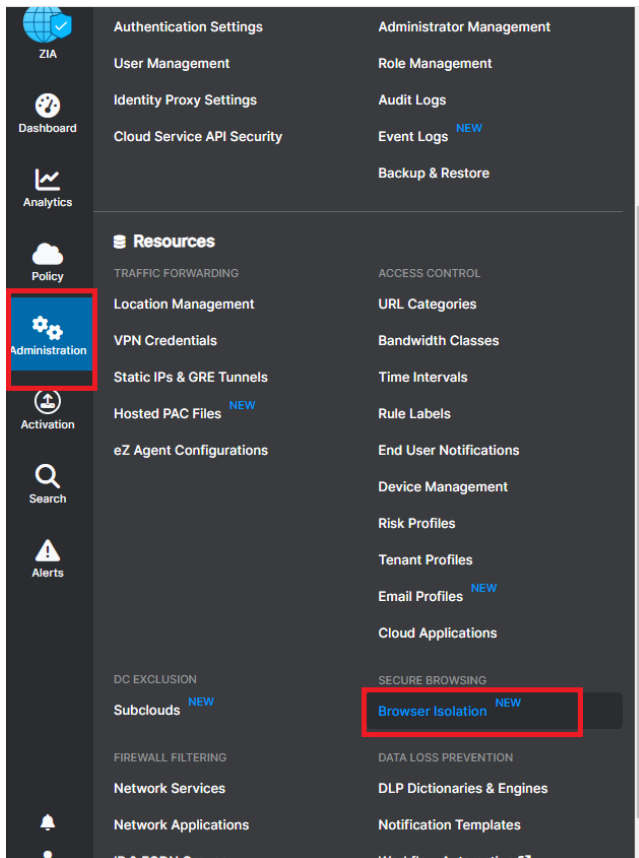 ZIA
Dashboard
Analytics
Policy
Administration
Activation
Search
Alerts
Authentication Settings
User Management
Identity Proxy Settings
Cloud Service API Security
Administrator Management
Role Management
Audit Logs
Event Logs NEW
Backup & Restore
Resources
TRAFFIC FORWARDING
Location Management
VPN Credentials
Static IPs & GRE Tunnels
Hosted PAC Files NEW
eZ Agent Configurations
ACCESS CONTROL
URL Categories
Bandwidth Classes
Time Intervals
Rule Labels
End User Notifications
Device Management
Risk Profiles
Tenant Profiles
Email Profiles NEW
Cloud Applications
DC EXCLUSION
Subclouds NEW
SECURE BROWSING
Browser Isolation NEW
FIREWALL FILTERING
Network Services
Network Applications
DATA LOSS PREVENTION
DLP Dictionaries & Engines
Notification Templates